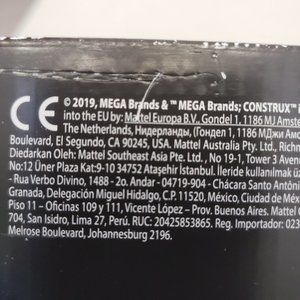 CE
© 2019, MEGA Brands & ™ MEGA Brands; CONSTRUX™
into the EU by: Mattel Europa B.V., Gondel 1, 1186 MJ Amste
The Netherlands, Нидерланды, (Гондел 1, 1186 МДжи Амс
Boulevard, El Segundo, CA 90245, USA. Mattel Australia Pty. Ltd., Richm
Diedarkan Oleh: Mattel Southeast Asia Pte. Ltd., No 19-1, Tower 3 Aven
No:12 Üner Plaza Kat:9-10 34752 Ataşehir İstanbul. İleride kullanılmak
- Rua Verbo Divino, 1488 - 2o. Andar - 04719-904 - Chácara Santo Antôni
Granada, Delegación Miguel Hidalgo, C.P. 11520, México, Ciudad de Méx
Piso 11 – Oficinas 109 y 111, Vicente López – Prov. Buenos Aires. Mattel
704, San Isidro, Lima 27, Perú. RUC: 20425853865. Reg. Importador: 023
Melrose Boulevard, Johannesburg 2196.